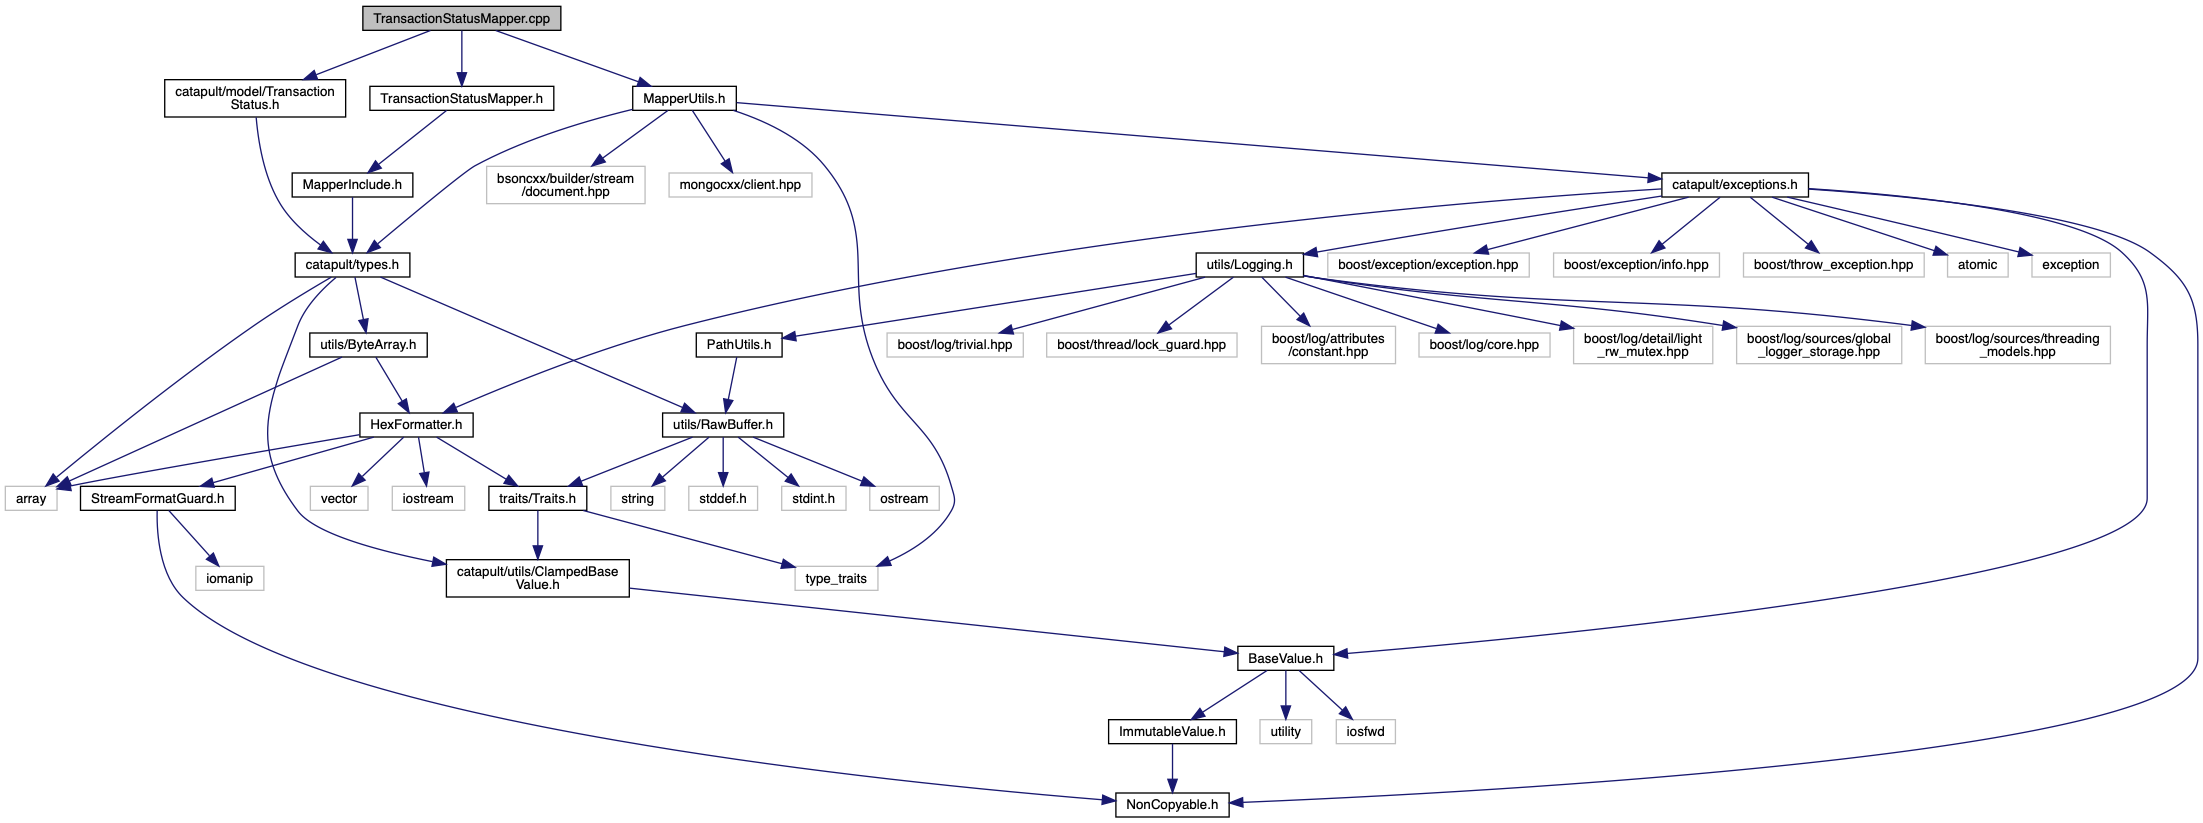 TransactionStatusMapper.cpp
catapult/model/Transaction
Status.h
TransactionStatusMapper.h
MapperUtils.h
MapperInclude.h
bsoncxx/builder/stream
/document.hpp
mongocxx/client.hpp
catapult/exceptions.h
catapult/types.h
utils/Logging.h
boost/exception/exception.hpp
boost/exception/info.hpp
boost/throw_exception.hpp
atomic
exception
utils/ByteArray.h
PathUtils.h
boost/log/trivial.hpp
boost/thread/lock_guard.hpp
boost/log/attributes
/constant.hpp
boost/log/core.hpp
boost/log/detail/light
_rw_mutex.hpp
boost/log/sources/global
_logger_storage.hpp
boost/log/sources/threading
_models.hpp
HexFormatter.h
utils/RawBuffer.h
array
StreamFormatGuard.h
vector
iostream
traits/Traits.h
string
stddef.h
stdint.h
ostream
iomanip
catapult/utils/ClampedBase
Value.h
type_traits
BaseValue.h
ImmutableValue.h
utility
iosfwd
NonCopyable.h